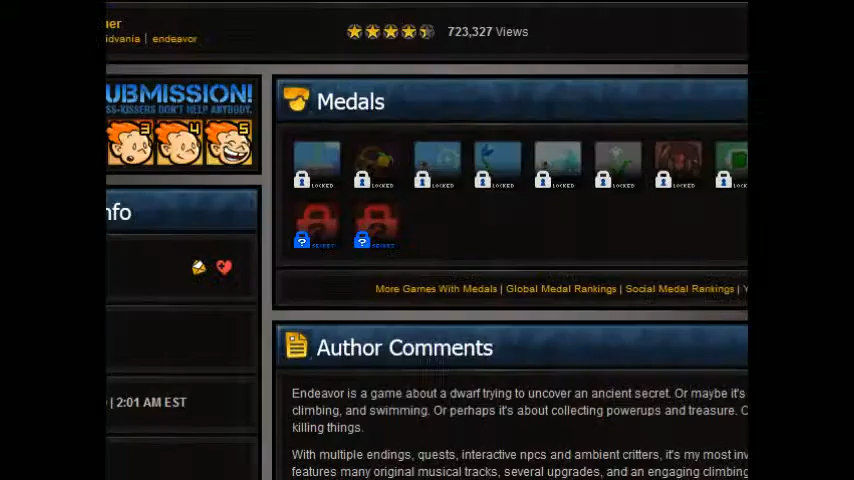 ner
idvania | endeavor
723,327 Views
UBMISSION!
SS-KISSERS DON'T HELP ANYBODY.
3 4 5
Medals
LOCKED LOCKED LOCKED LOCKED LOCKED LOCKED LOCKED LOCK
SECRET SECRET
nfo
More Games With Medals | Global Medal Rankings | Social Medal Rankings | Y
Author Comments
| 2:01 AM EST
Endeavor is a game about a dwarf trying to uncover an ancient secret. Or maybe it's
climbing, and swimming. Or perhaps it's about collecting powerups and treasure. O
killing things.
With multiple endings, quests, interactive npcs and ambient critters, it's my most inv
features many original musical tracks, several upgrades, and an engaging climbing